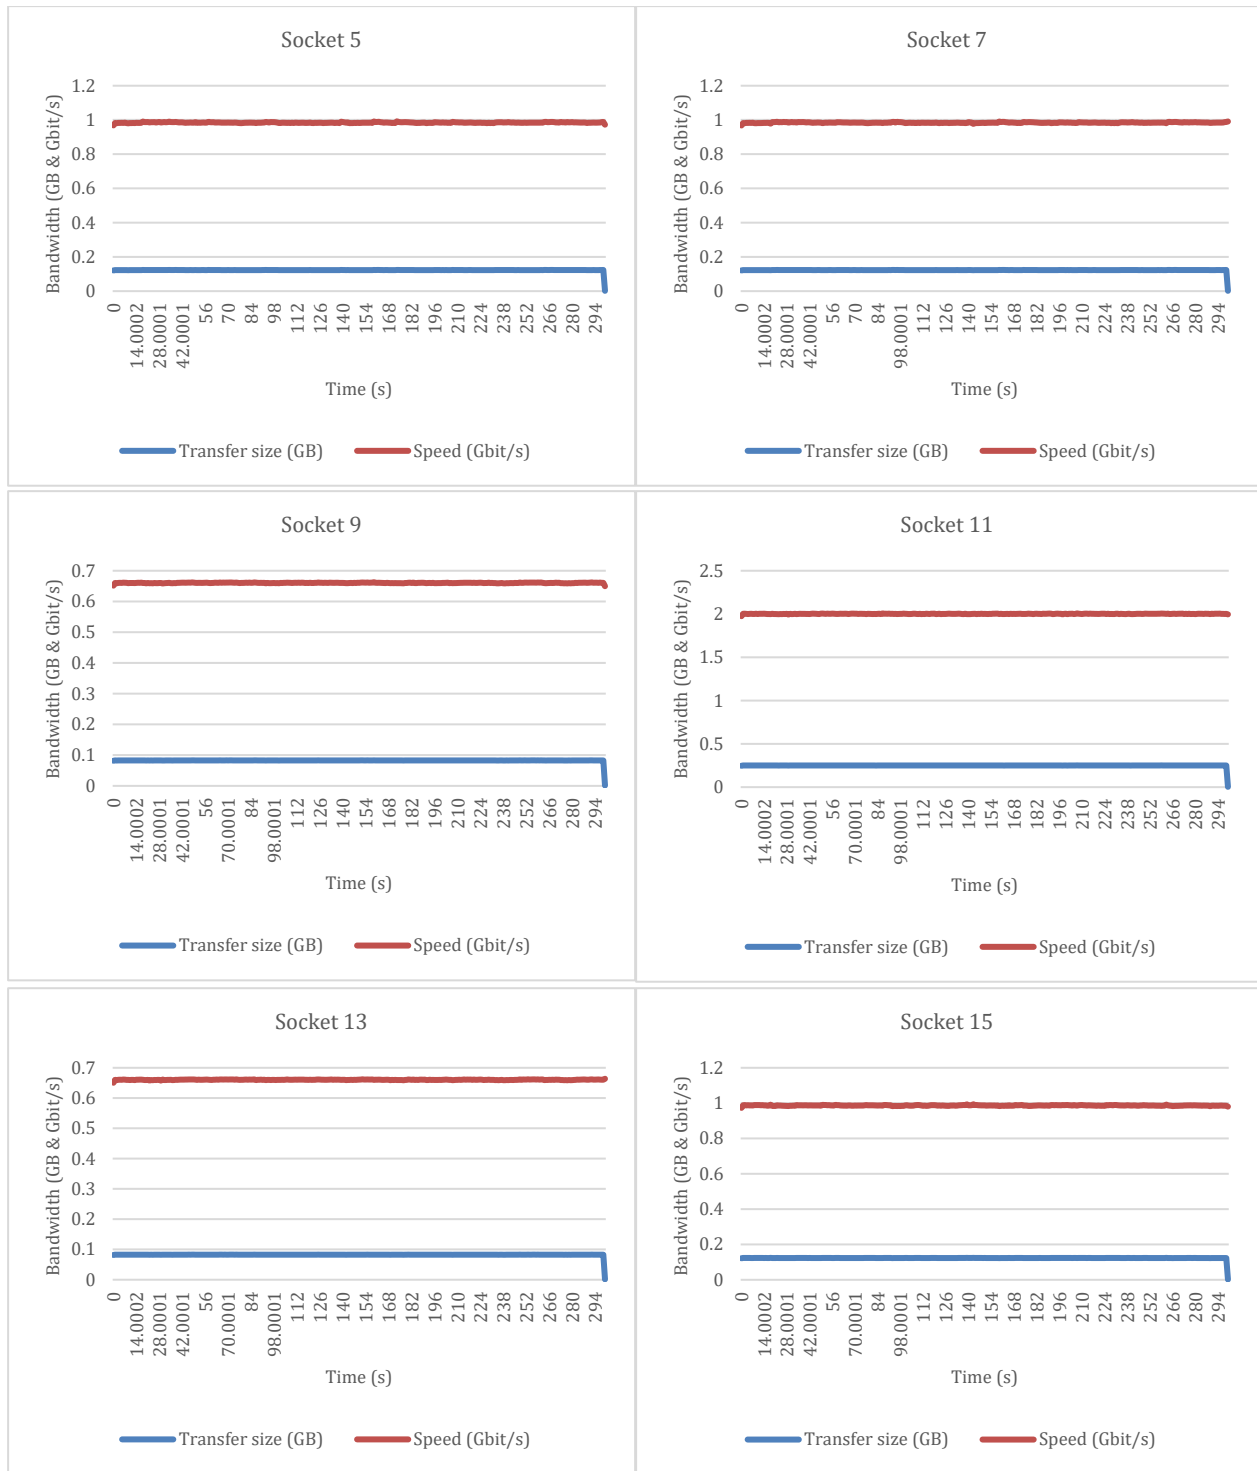 Socket 5
Bandwidth (GB & Gbit/s)
1.2
1
0.8
0.6
0.4
0.2
0
0 14.0002 28.0001 42.0001 56 70 84 98 112 126 140 154 168 182 196 210 224 238 252 266 280 294
Time (s)
Transfer size (GB) Speed (Gbit/s)
Socket 7
Bandwidth (GB & Gbit/s)
1.2
1
0.8
0.6
0.4
0.2
0
0 14.0002 28.0001 42.0001 56 70 84 98.0001 112 126 140 154 168 182 196 210 224 238 252 266 280 294
Time (s)
Transfer size (GB) Speed (Gbit/s)
Socket 9
Bandwidth (GB & Gbit/s)
0.7
0.6
0.5
0.4
0.3
0.2
0.1
0
0 14.0002 28.0001 42.0001 56 70.0001 84 98.0001 112 126 140 154 168 182 196 210 224 238 252 266 280 294
Time (s)
Transfer size (GB) Speed (Gbit/s)
Socket 11
Bandwidth (GB & Gbit/s)
2.5
2
1.5
1
0.5
0
0 14.0002 28.0001 42.0001 56 70.0001 84 98.0001 112 126 140 154 168 182 196 210 224 238 252 266 280 294
Time (s)
Transfer size (GB) Speed (Gbit/s)
Socket 13
Bandwidth (GB & Gbit/s)
0.7
0.6
0.5
0.4
0.3
0.2
0.1
0
0 14.0002 28.0001 42.0001 56 70.0001 84 98.0001 112 126 140 154 168 182 196 210 224 238 252 266 280 294
Time (s)
Transfer size (GB) Speed (Gbit/s)
Socket 15
Bandwidth (GB & Gbit/s)
1.2
1
0.8
0.6
0.4
0.2
0
0 14.0002 28.0001 42.0001 56 70.0001 84 98.0001 112 126 140 154 168 182 196 210 224 238 252 266 280 294
Time (s)
Transfer size (GB) Speed (Gbit/s)